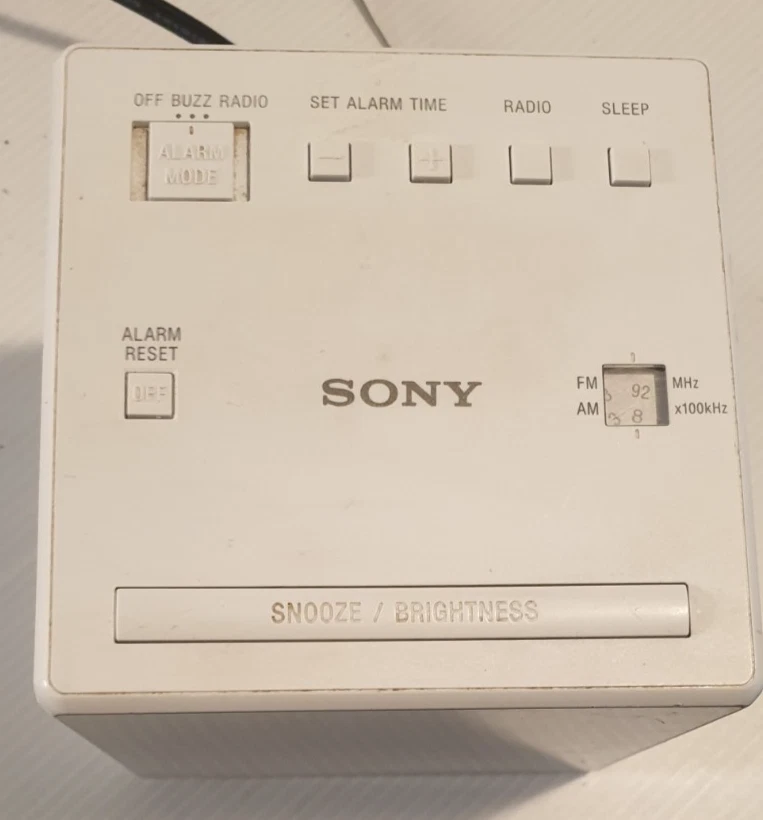 OFF BUZZ RADIO
SET ALARM TIME
RADIO
SLEEP
ALARM
MODE
− +
ALARM
RESET
OFF
SONY
FM 92 MHz
AM 8 x100kHz
SNOOZE / BRIGHTNESS